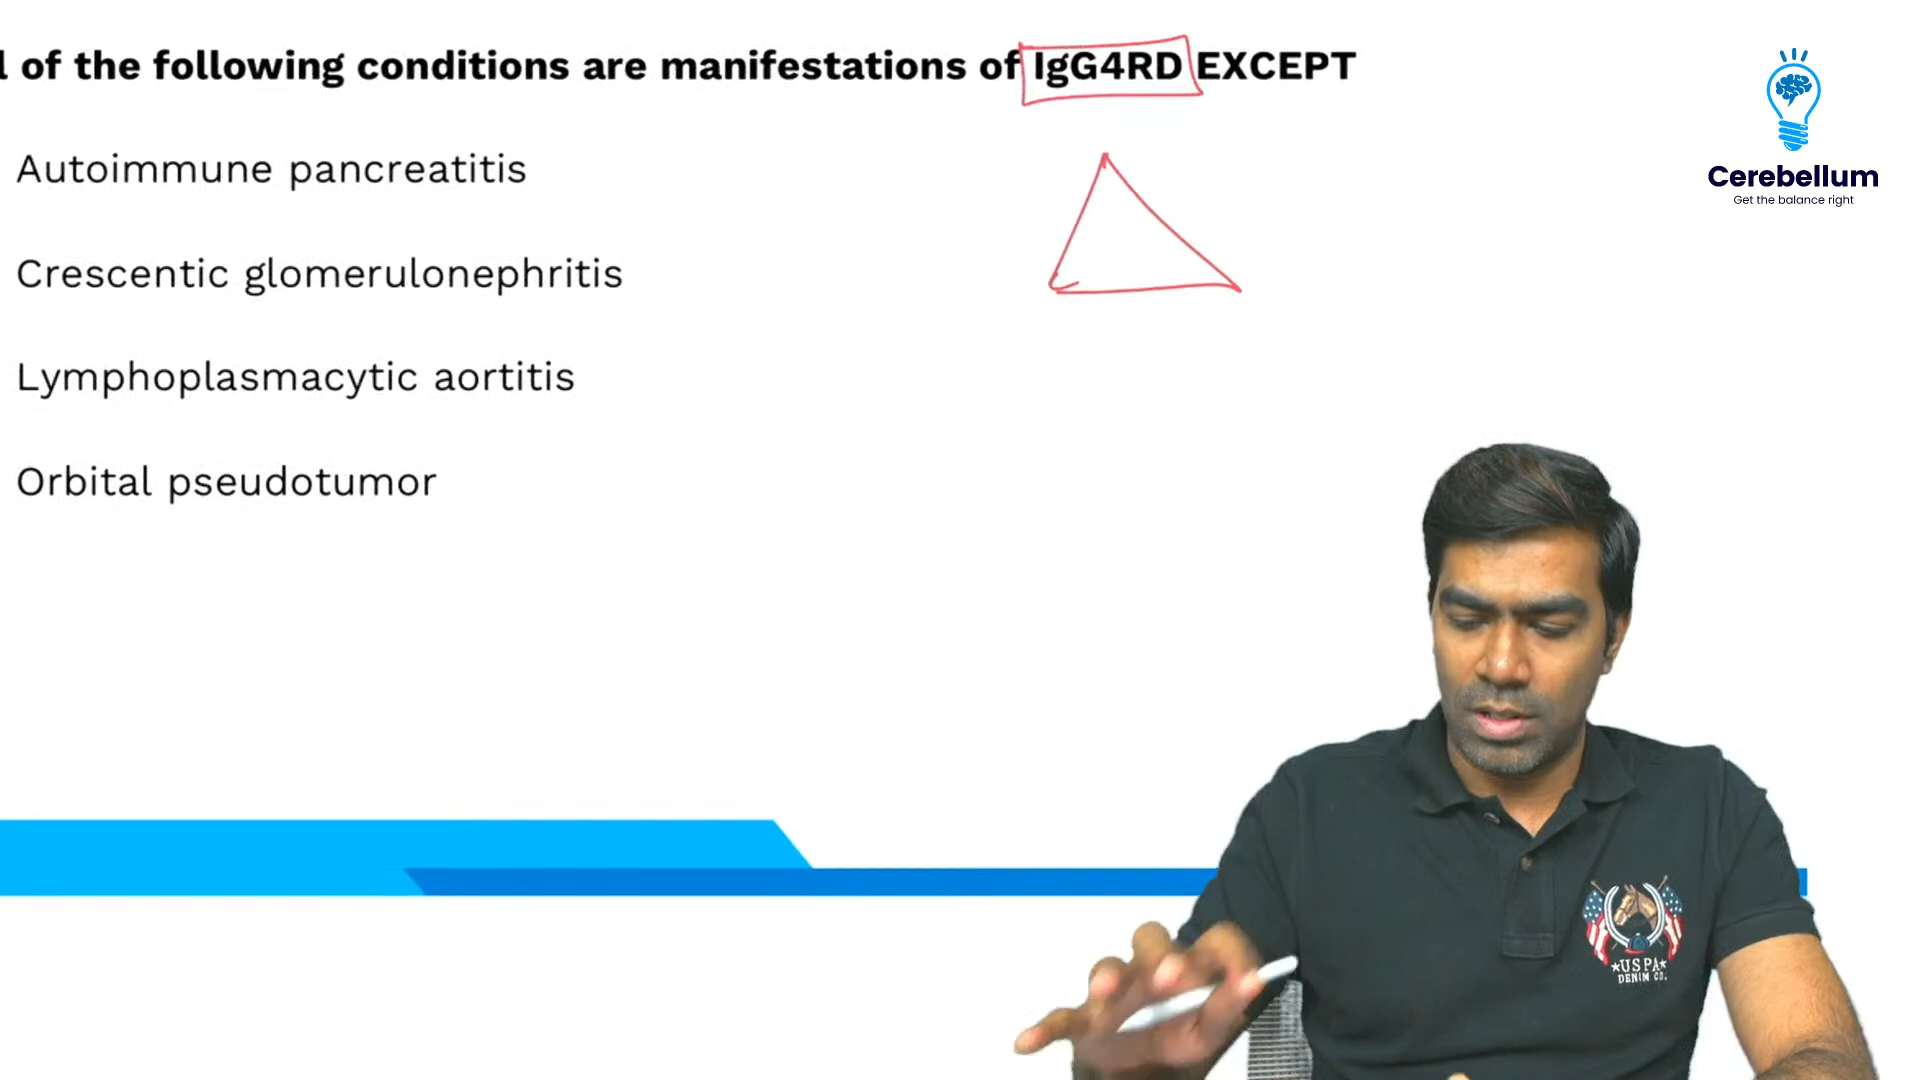 l of the following conditions are manifestations of IgG4RD EXCEPT
Autoimmune pancreatitis
Crescentic glomerulonephritis
Lymphoplasmacytic aortitis
Orbital pseudotumor
Cerebellum
Get the balance right
★USPA★
DENIM CO.